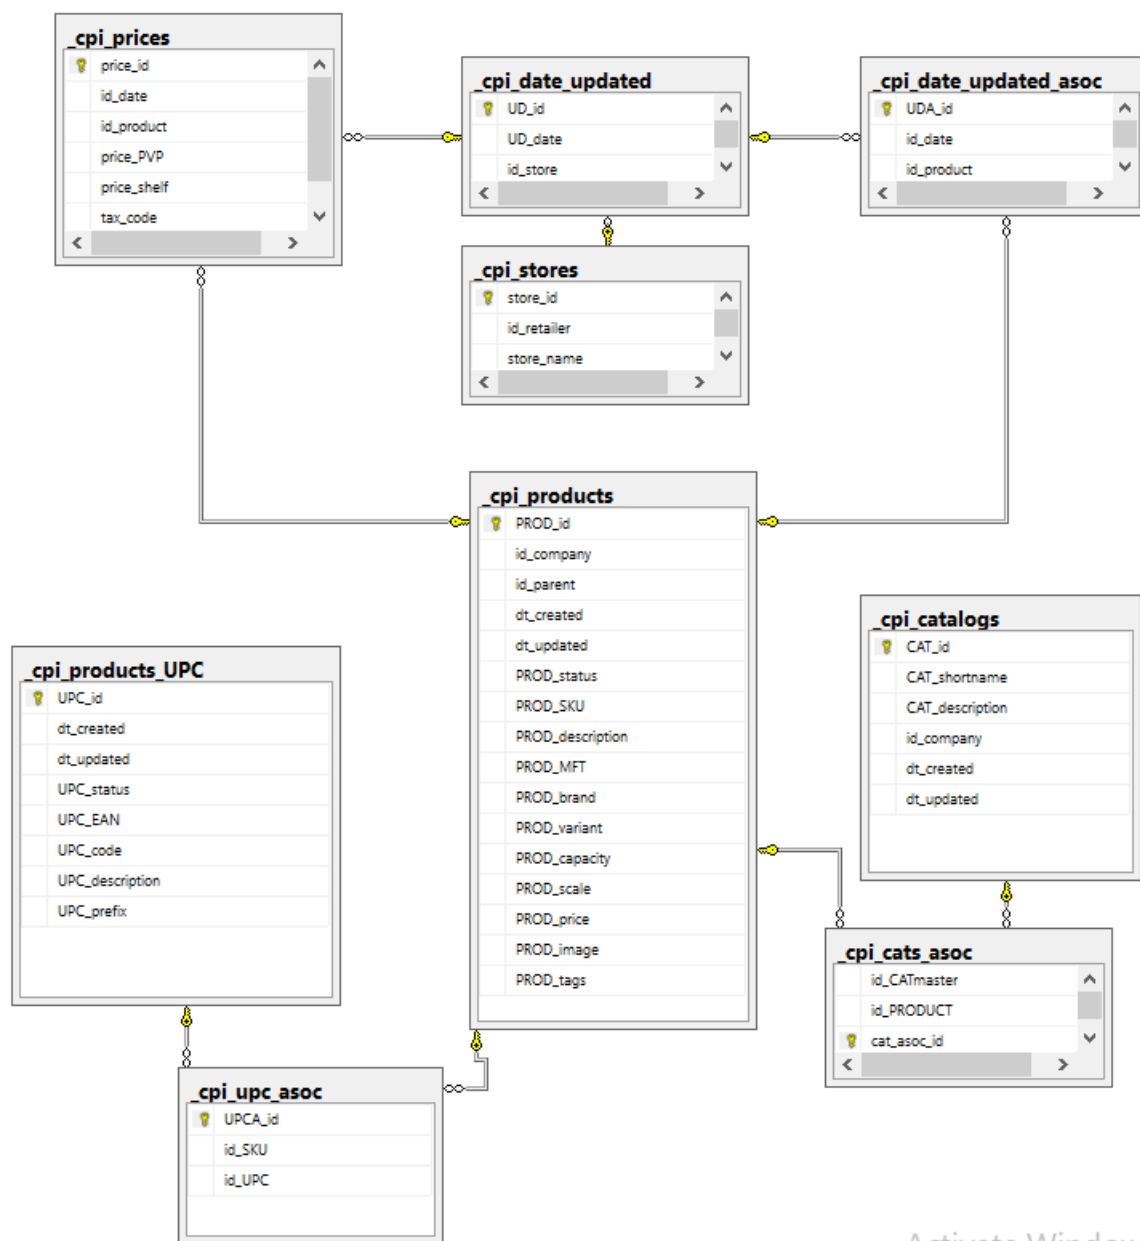 _cpi_prices
price_id
id_date
id_product
price_PVP
price_shelf
tax_code
_cpi_date_updated
UD_id
UD_date
id_store
_cpi_date_updated_asoc
UDA_id
id_date
id_product
_cpi_stores
store_id
id_retailer
store_name
_cpi_products
PROD_id
id_company
id_parent
dt_created
dt_updated
PROD_status
PROD_SKU
PROD_description
PROD_MFT
PROD_brand
PROD_variant
PROD_capacity
PROD_scale
PROD_price
PROD_image
PROD_tags
_cpi_catalogs
CAT_id
CAT_shortname
CAT_description
id_company
dt_created
dt_updated
_cpi_products_UPC
UPC_id
dt_created
dt_updated
UPC_status
UPC_EAN
UPC_code
UPC_description
UPC_prefix
_cpi_cats_asoc
id_CATmaster
id_PRODUCT
cat_asoc_id
_cpi_upc_asoc
UPCA_id
id_SKU
id_UPC